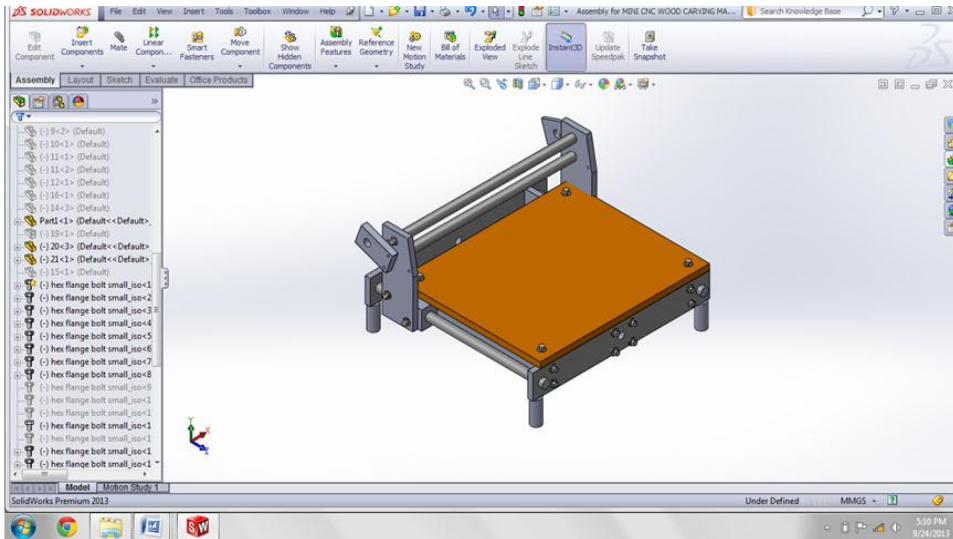 SOLIDWORKS File Edit View Insert Tools Toolbox Window Help Assembly for MINI CNC WOOD CARVING MA... Search Knowledge Base
Edit Component
Insert Components
Mate
Linear Compon...
Smart Fasteners
Move Component
Show Hidden Components
Assembly Features
Reference Geometry
New Motion Study
Bill of Materials
Exploded View
Explode Line Sketch
Instant3D
Update Speedpak
Take Snapshot
Assembly Layout Sketch Evaluate Office Products
(-) 9<2> (Default)
(-) 10<1> (Default)
(-) 11<1> (Default)
(-) 11<2> (Default)
(-) 12<1> (Default)
(-) 16<1> (Default)
(-) 14<3> (Default)
Part1<1> (Default<<Default>_
(-) 19<1> (Default)
(-) 20<3> (Default<<Default>_
(-) 21<1> (Default<<Default>_
(-) 15<1> (Default)
(-) hex flange bolt small_iso<1
(-) hex flange bolt small_iso<2
(-) hex flange bolt small_iso<3
(-) hex flange bolt small_iso<4
(-) hex flange bolt small_iso<5
(-) hex flange bolt small_iso<6
(-) hex flange bolt small_iso<7
(-) hex flange bolt small_iso<8
(-) hex flange bolt small_iso<9
(-) hex flange bolt small_iso<1
(-) hex flange bolt small_iso<1
(-) hex flange bolt small_iso<1
(-) hex flange bolt small_iso<1
(-) hex flange bolt small_iso<1
Y X Z
Model Motion Study 1
SolidWorks Premium 2013 Under Defined MMGS
5:10 PM
9/24/2013